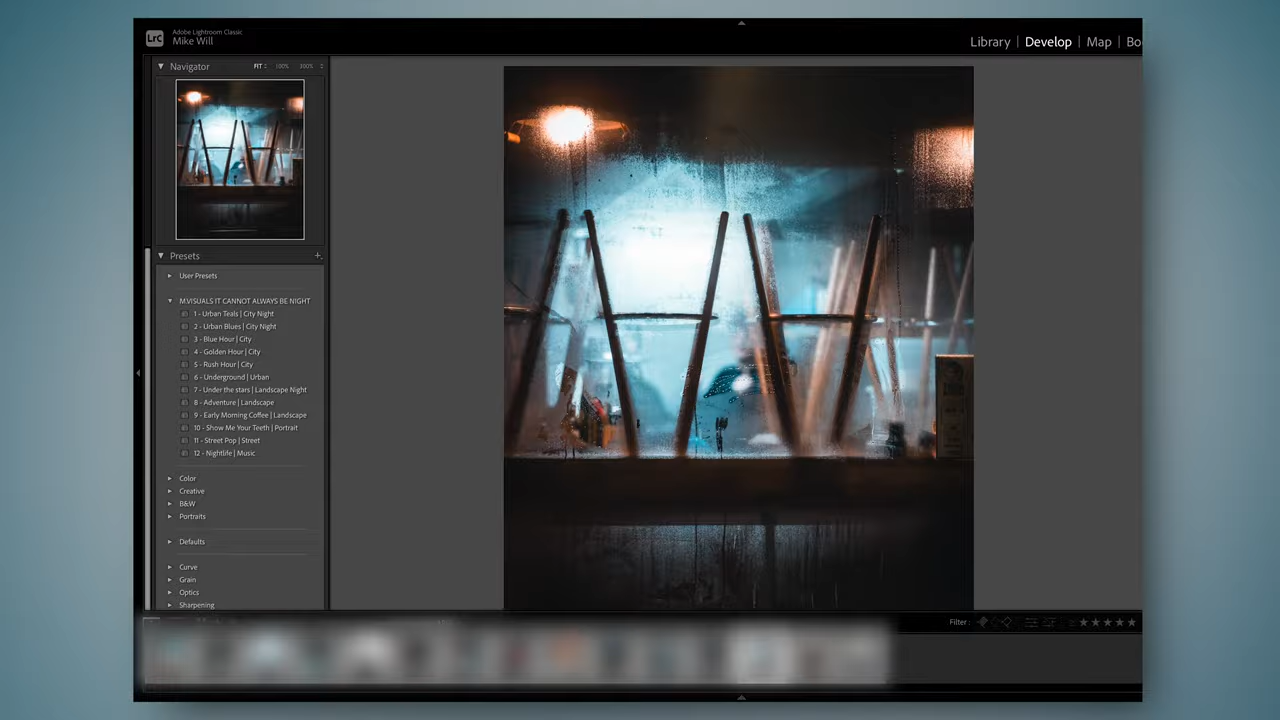 LrC
Adobe Lightroom Classic
Mike Will
Library | Develop | Map | Bo
Navigator FIT 100% 300%
Presets +
User Presets
M.VISUALS IT CANNOT ALWAYS BE NIGHT
1 - Urban Teals | City Night
2 - Urban Blues | City Night
3 - Blue Hour | City
4 - Golden Hour | City
5 - Rush Hour | City
6 - Underground | Urban
7 - Under the stars | Landscape Night
8 - Adventure | Landscape
9 - Early Morning Coffee | Landscape
10 - Show Me Your Teeth | Portrait
11 - Street Pop | Street
12 - Nightlife | Music
Color
Creative
B&W
Portraits
Defaults
Curve
Grain
Optics
Sharpening
Filter :